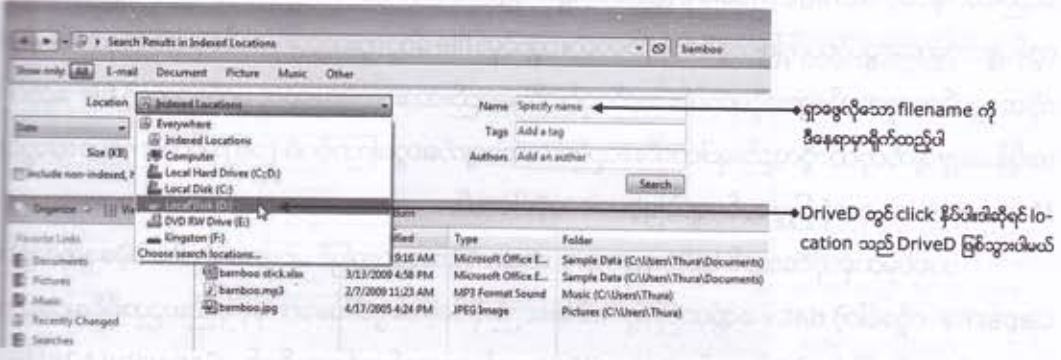 Search Results in Indexed Locations
bamboo
Show only: All E-mail Document Picture Music Other
Location Indexed Locations
Name Specify name
ရှာဖွေလိုသော filename ကို
ဒီနေရာမှာရိုက်ထည့်ပါ
Date
Everywhere
Indexed Locations
Tags Add a tag
Size (KB)
Computer
Authors Add an author
Include non-indexed, h
Local Hard Drives (C:;D:)
Local Disk (C:)
Search
Local Disk (D:)
Organize
DVD RW Drive (E:)
DriveD တွင် click နှိပ်ပါ။ဒါဆိုရင် lo-
cation သည် DriveD ဖြစ်သွားပါမယ်
Favorite Links
Kingston (F:)
Type
Folder
Choose search locations...
9:16 AM Microsoft Office E... Sample Data (C:\Users\Thura\Documents)
Pictures
bamboo stick.xlsx 3/13/2009 4:58 PM Microsoft Office E... Sample Data (C:\Users\Thura\Documents)
Music
bamboo.mp3 2/7/2009 11:23 AM MP3 Format Sound Music (C:\Users\Thura)
Recently Changed
bamboo.jpg 4/17/2005 4:24 PM JPEG Image Pictures (C:\Users\Thura)
Searches